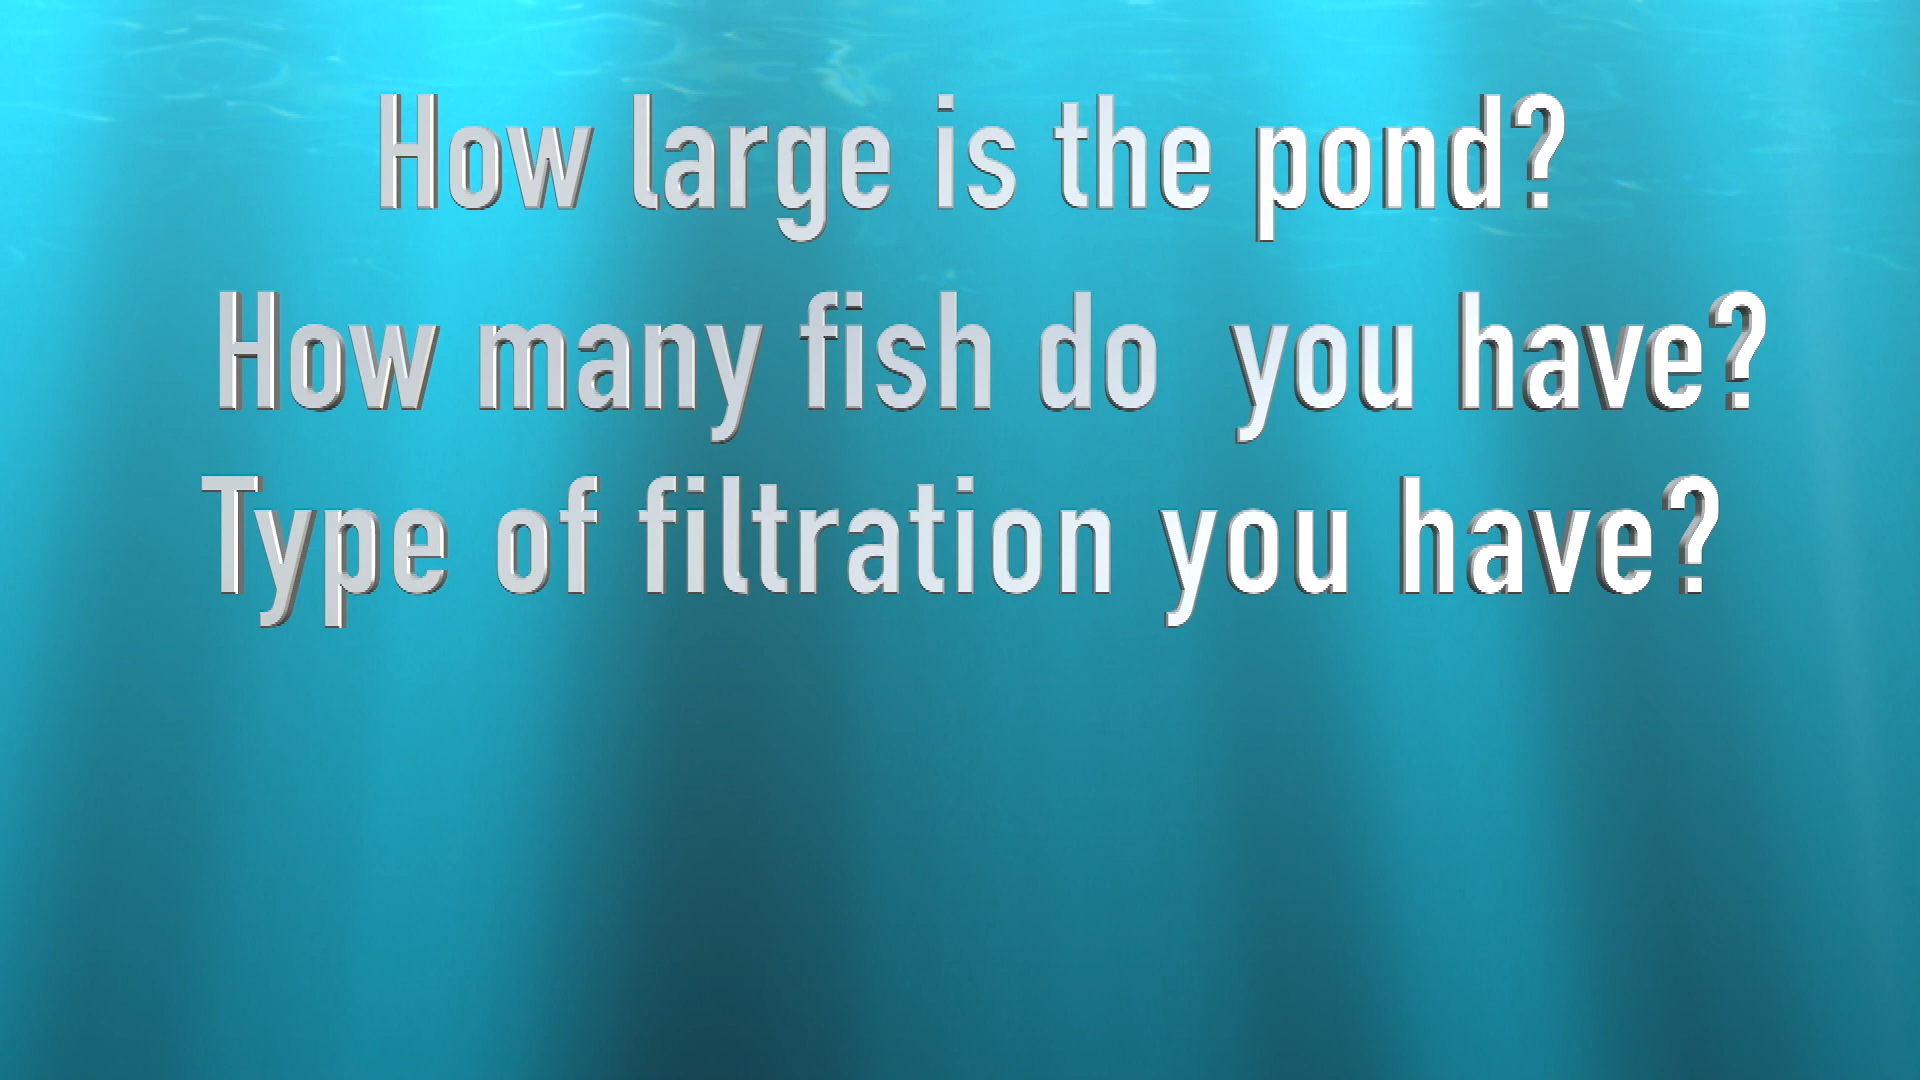 How large is the pond?
How many fish do  you have?
Type of filtration you have?